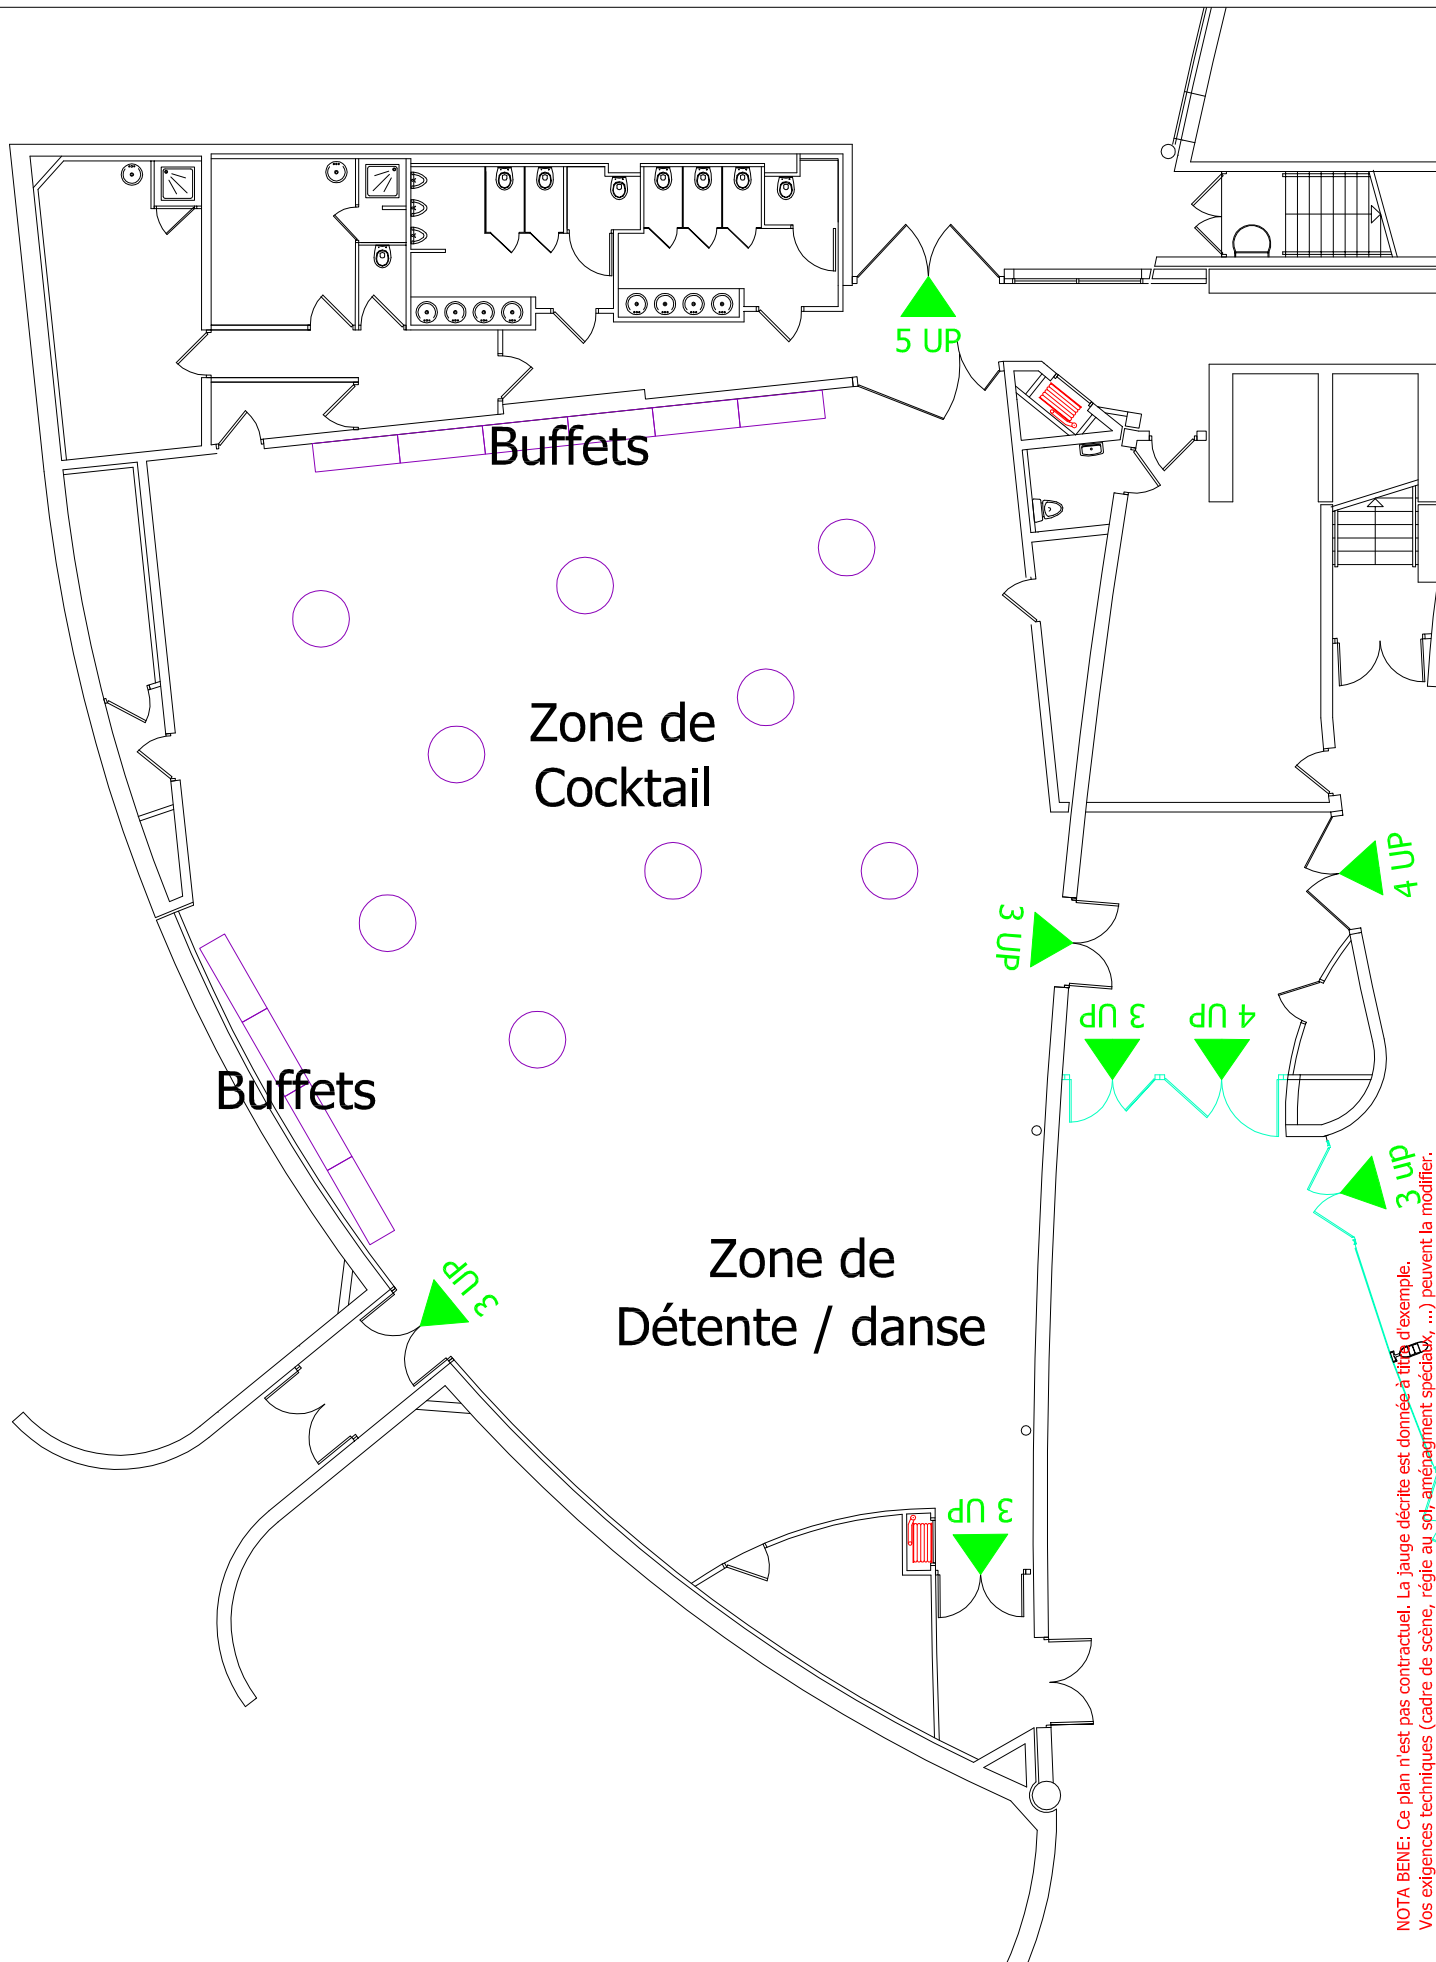 5 UP
Buffets
Zone de
Cocktail
4 UP
3 UP
3 UP
4 UP
Buffets
3 up
Zone de
Détente / danse
3 UP
3 UP
NOTA BENE: Ce plan n'est pas contractuel. La jauge décrite est donnée à titre d'exemple.
Vos exigences techniques (cadre de scène, régie au sol, aménagment spéciaux, ...) peuvent la modifier.